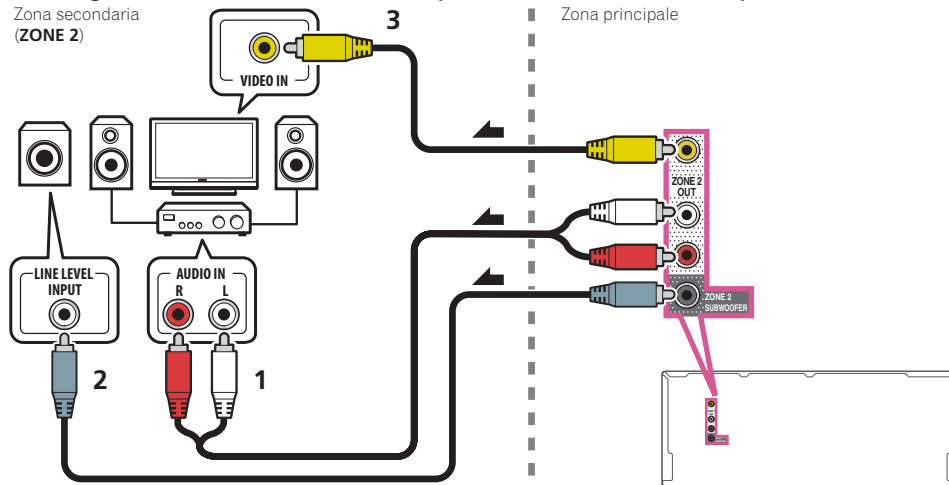 Zona secondaria
(ZONE 2)
3
VIDEO IN
Zona principale
ZONE 2
OUT
LINE LEVEL
INPUT
AUDIO IN
R L
ZONE 2
SUBWOOFER
2
1